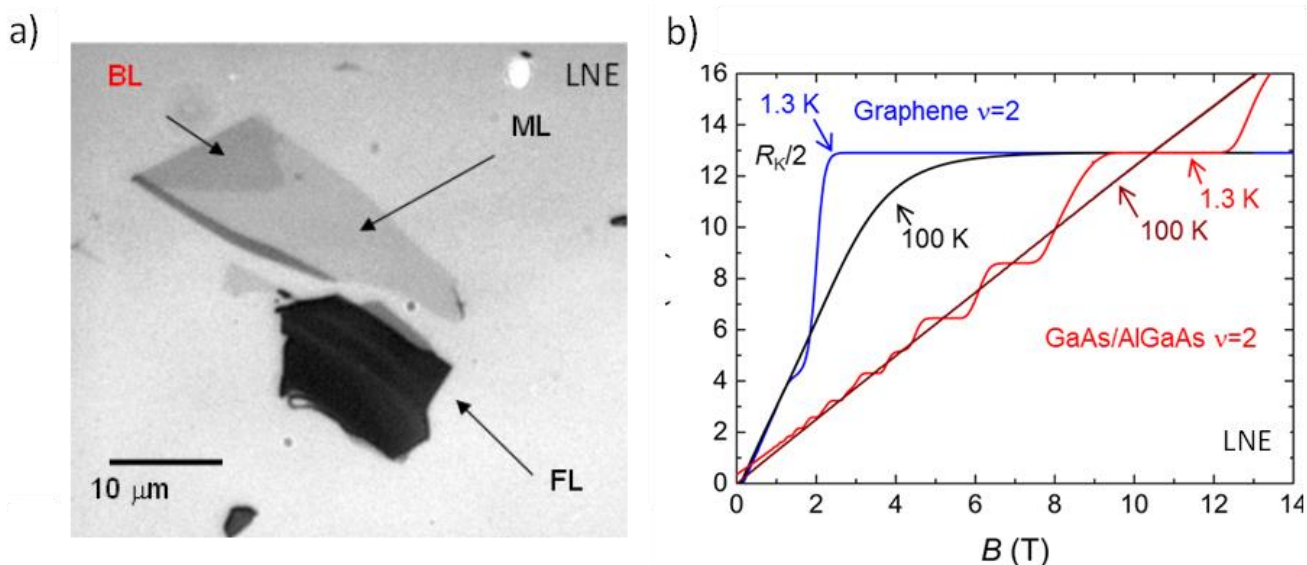 a)
BL
LNE
ML
FL
10 μm
b)
16
14
12
10
8
6
4
2
0
1.3 K
Graphene ν=2
R_K/2
100 K
1.3 K
100 K
GaAs/AlGaAs ν=2
LNE
0 2 4 6 8 10 12 14
B (T)